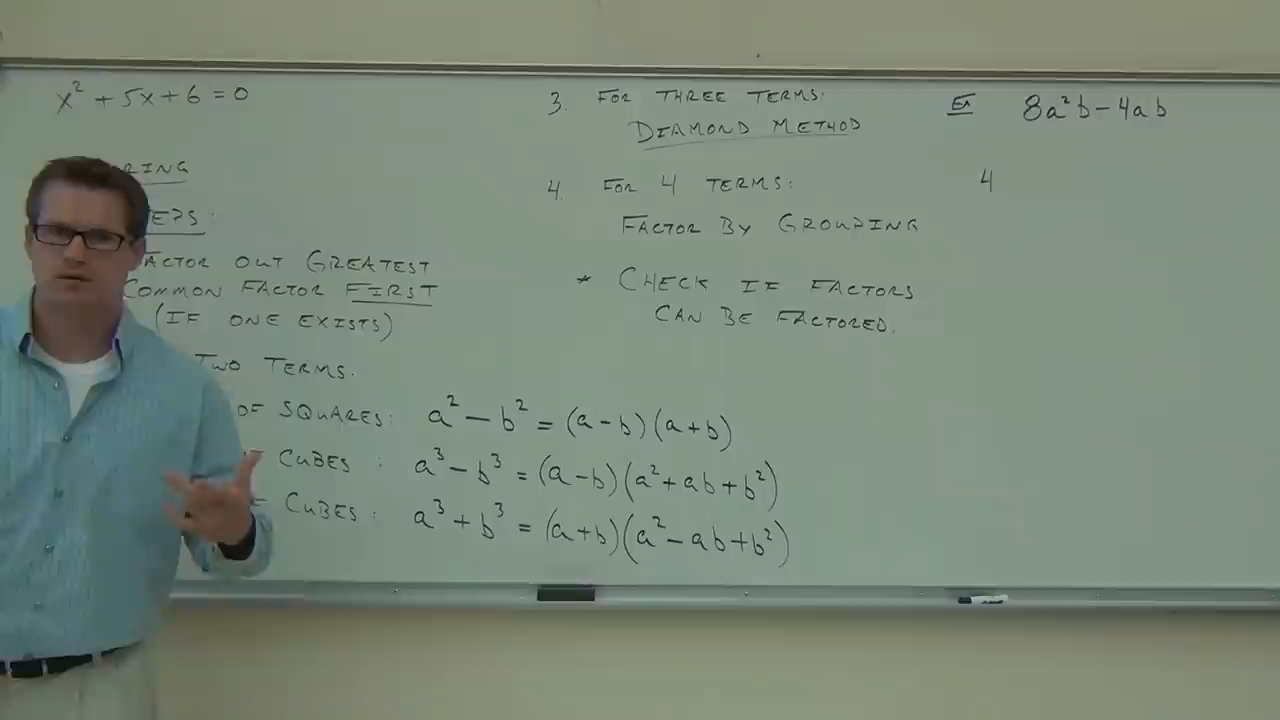 x² + 5x + 6 = 0
RING
EPS:
ACTOR OUT GREATEST
COMMON FACTOR FIRST
(IF ONE EXISTS)
TWO TERMS.
OF SQUARES: a² - b² = (a - b)(a + b)
CUBES : a³ - b³ = (a - b)(a² + ab + b²)
CUBES : a³ + b³ = (a + b)(a² - ab + b²)
3. FOR THREE TERMS:
DIAMOND METHOD
4. FOR 4 TERMS:
FACTOR BY GROUPING
* CHECK IF FACTORS
CAN BE FACTORED.
Ex 8a²b - 4ab
4